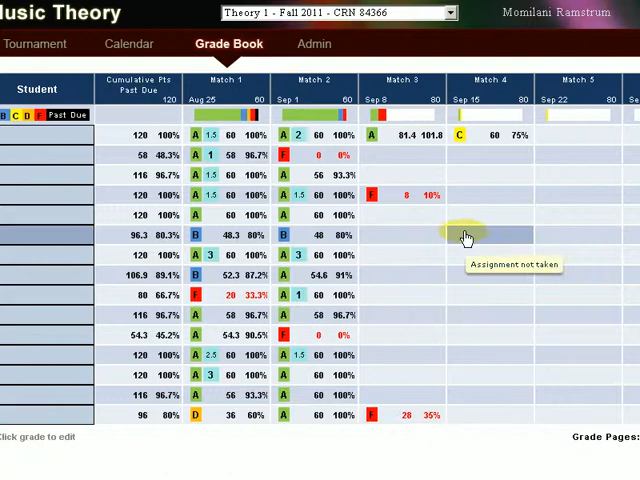 usic Theory
Theory 1 - Fall 2011 - CRN 84366
Momilani Ramstrum
Tournament Calendar Grade Book Admin
Student Cumulative Pts Past Due 120 Match 1 Aug 25 60 Match 2 Sep 1 60 Match 3 Sep 8 80 Match 4 Sep 15 80 Match 5 Sep 22 80 Se
B C D F Past Due
120 100% A 1.5 60 100% A 2 60 100% A 81.4 101.8 C 60 75%
58 48.3% A 1 58 96.7% F 0 0%
116 96.7% A 1.5 60 100% A 56 93.3%
120 100% A 1.5 60 100% A 1.5 60 100% F 8 10%
120 100% A 60 100% A 60 100%
96.3 80.3% B 48.3 80% B 48 80%
Assignment not taken
120 100% A 3 60 100% A 3 60 100%
106.9 89.1% B 52.3 87.2% A 54.6 91%
80 66.7% F 20 33.3% A 1 60 100%
116 96.7% A 58 96.7% A 58 96.7%
54.3 45.2% A 54.3 90.5% F 0 0%
120 100% A 2.5 60 100% A 1.5 60 100%
120 100% A 3 60 100% A 60 100%
116 96.7% A 56 93.3% A 60 100%
96 80% D 36 60% A 60 100% F 28 35%
Click grade to edit
Grade Pages: